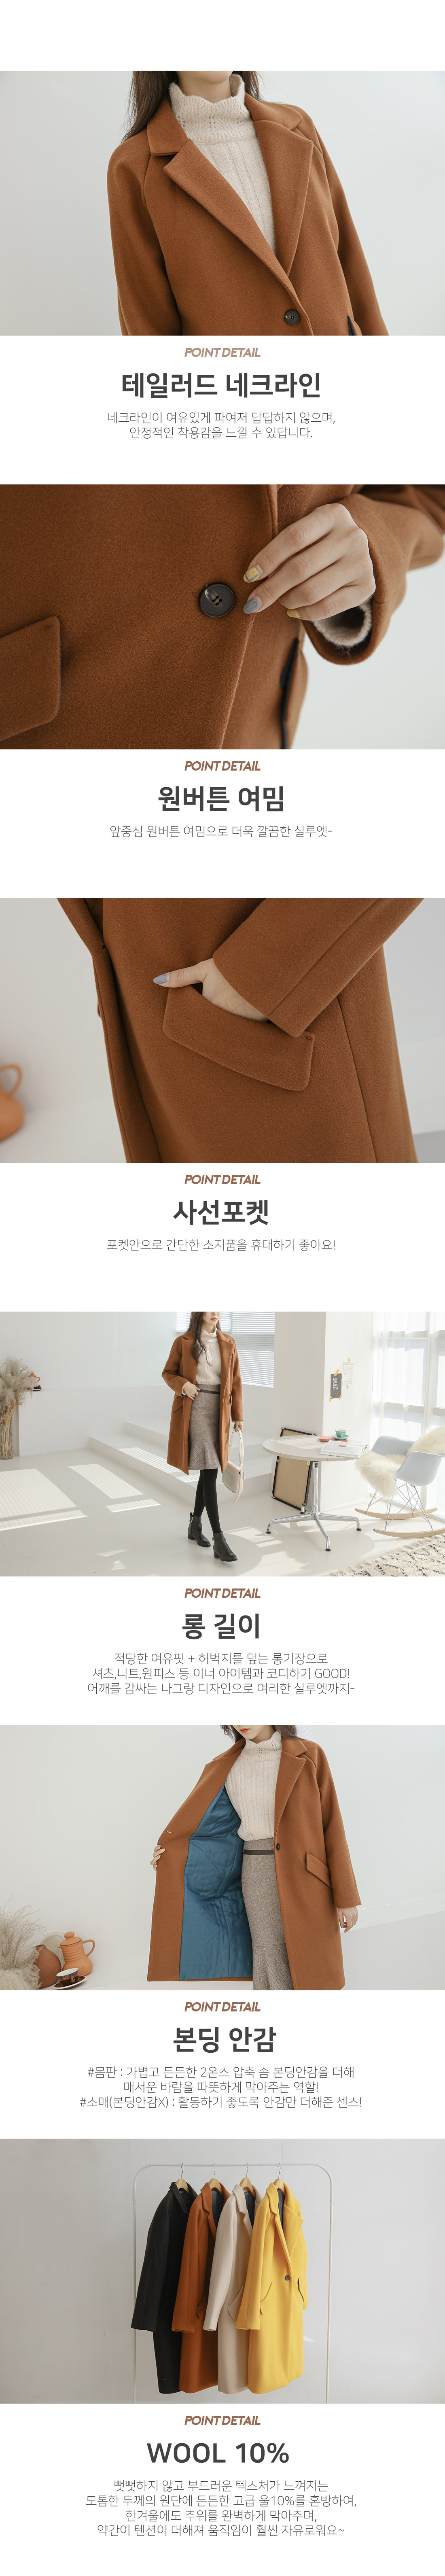 POINT DETAIL
테일러드 네크라인
네크라인이 여유있게 파여저 답답하지 않으며,
안정적인 착용감을 느낄 수 있답니다.
POINT DETAIL
원버튼 여밈
앞중심 원버튼 여밈으로 더욱 깔끔한 실루엣-
POINT DETAIL
사선포켓
포켓안으로 간단한 소지품을 휴대하기 좋아요!
POINT DETAIL
롱 길이
적당한 여유핏 + 허벅지를 덮는 롱기장으로
셔츠,니트,원피스 등 이너 아이템과 코디하기 GOOD!
어깨를 감싸는 나그랑 디자인으로 여리한 실루엣까지-
POINT DETAIL
본딩 안감
#몸판 : 가볍고 든든한 2온스 압축 솜 본딩안감을 더해
매서운 바람을 따뜻하게 막아주는 역할!
#소매(본딩안감X) : 활동하기 좋도록 안감만 더해준 센스!
POINT DETAIL
WOOL 10%
뻣뻣하지 않고 부드러운 텍스처가 느껴지는
도톰한 두께의 원단에 든든한 고급 울10%를 혼방하여,
한겨울에도 추위를 완벽하게 막아주며,
약간이 텐션이 더해져 움직임이 훨씬 자유로워요~